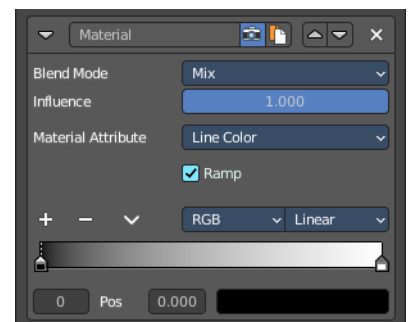 Material
Blend Mode Mix
Influence 1.000
Material Attribute Line Color
Ramp
RGB Linear
0 Pos 0.000